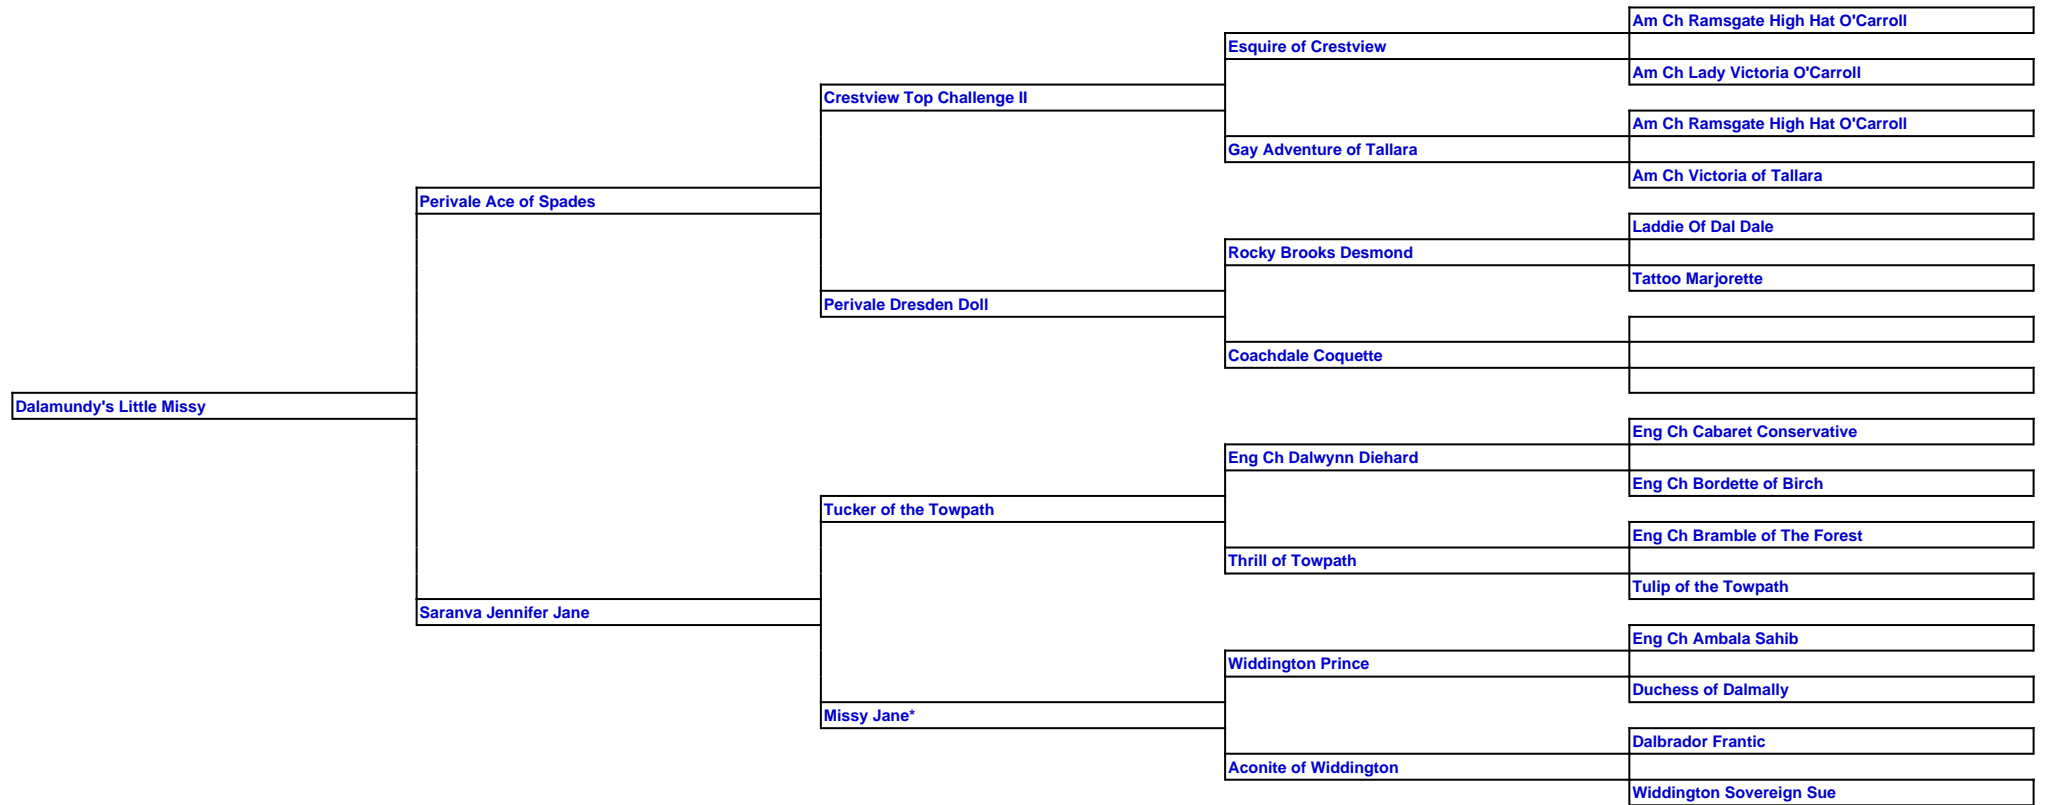 Am Ch Ramsgate High Hat O'Carroll
Esquire of Crestview
Am Ch Lady Victoria O'Carroll
Crestview Top Challenge II
Am Ch Ramsgate High Hat O'Carroll
Gay Adventure of Tallara
Am Ch Victoria of Tallara
Perivale Ace of Spades
Laddie Of Dal Dale
Rocky Brooks Desmond
Tattoo Marjorette
Perivale Dresden Doll
Coachdale Coquette
Dalamundy's Little Missy
Eng Ch Cabaret Conservative
Eng Ch Dalwynn Diehard
Eng Ch Bordette of Birch
Tucker of the Towpath
Eng Ch Bramble of The Forest
Thrill of Towpath
Tulip of the Towpath
Saranva Jennifer Jane
Eng Ch Ambala Sahib
Widdington Prince
Duchess of Dalmally
Missy Jane*
Dalbrador Frantic
Aconite of Widdington
Widdington Sovereign Sue